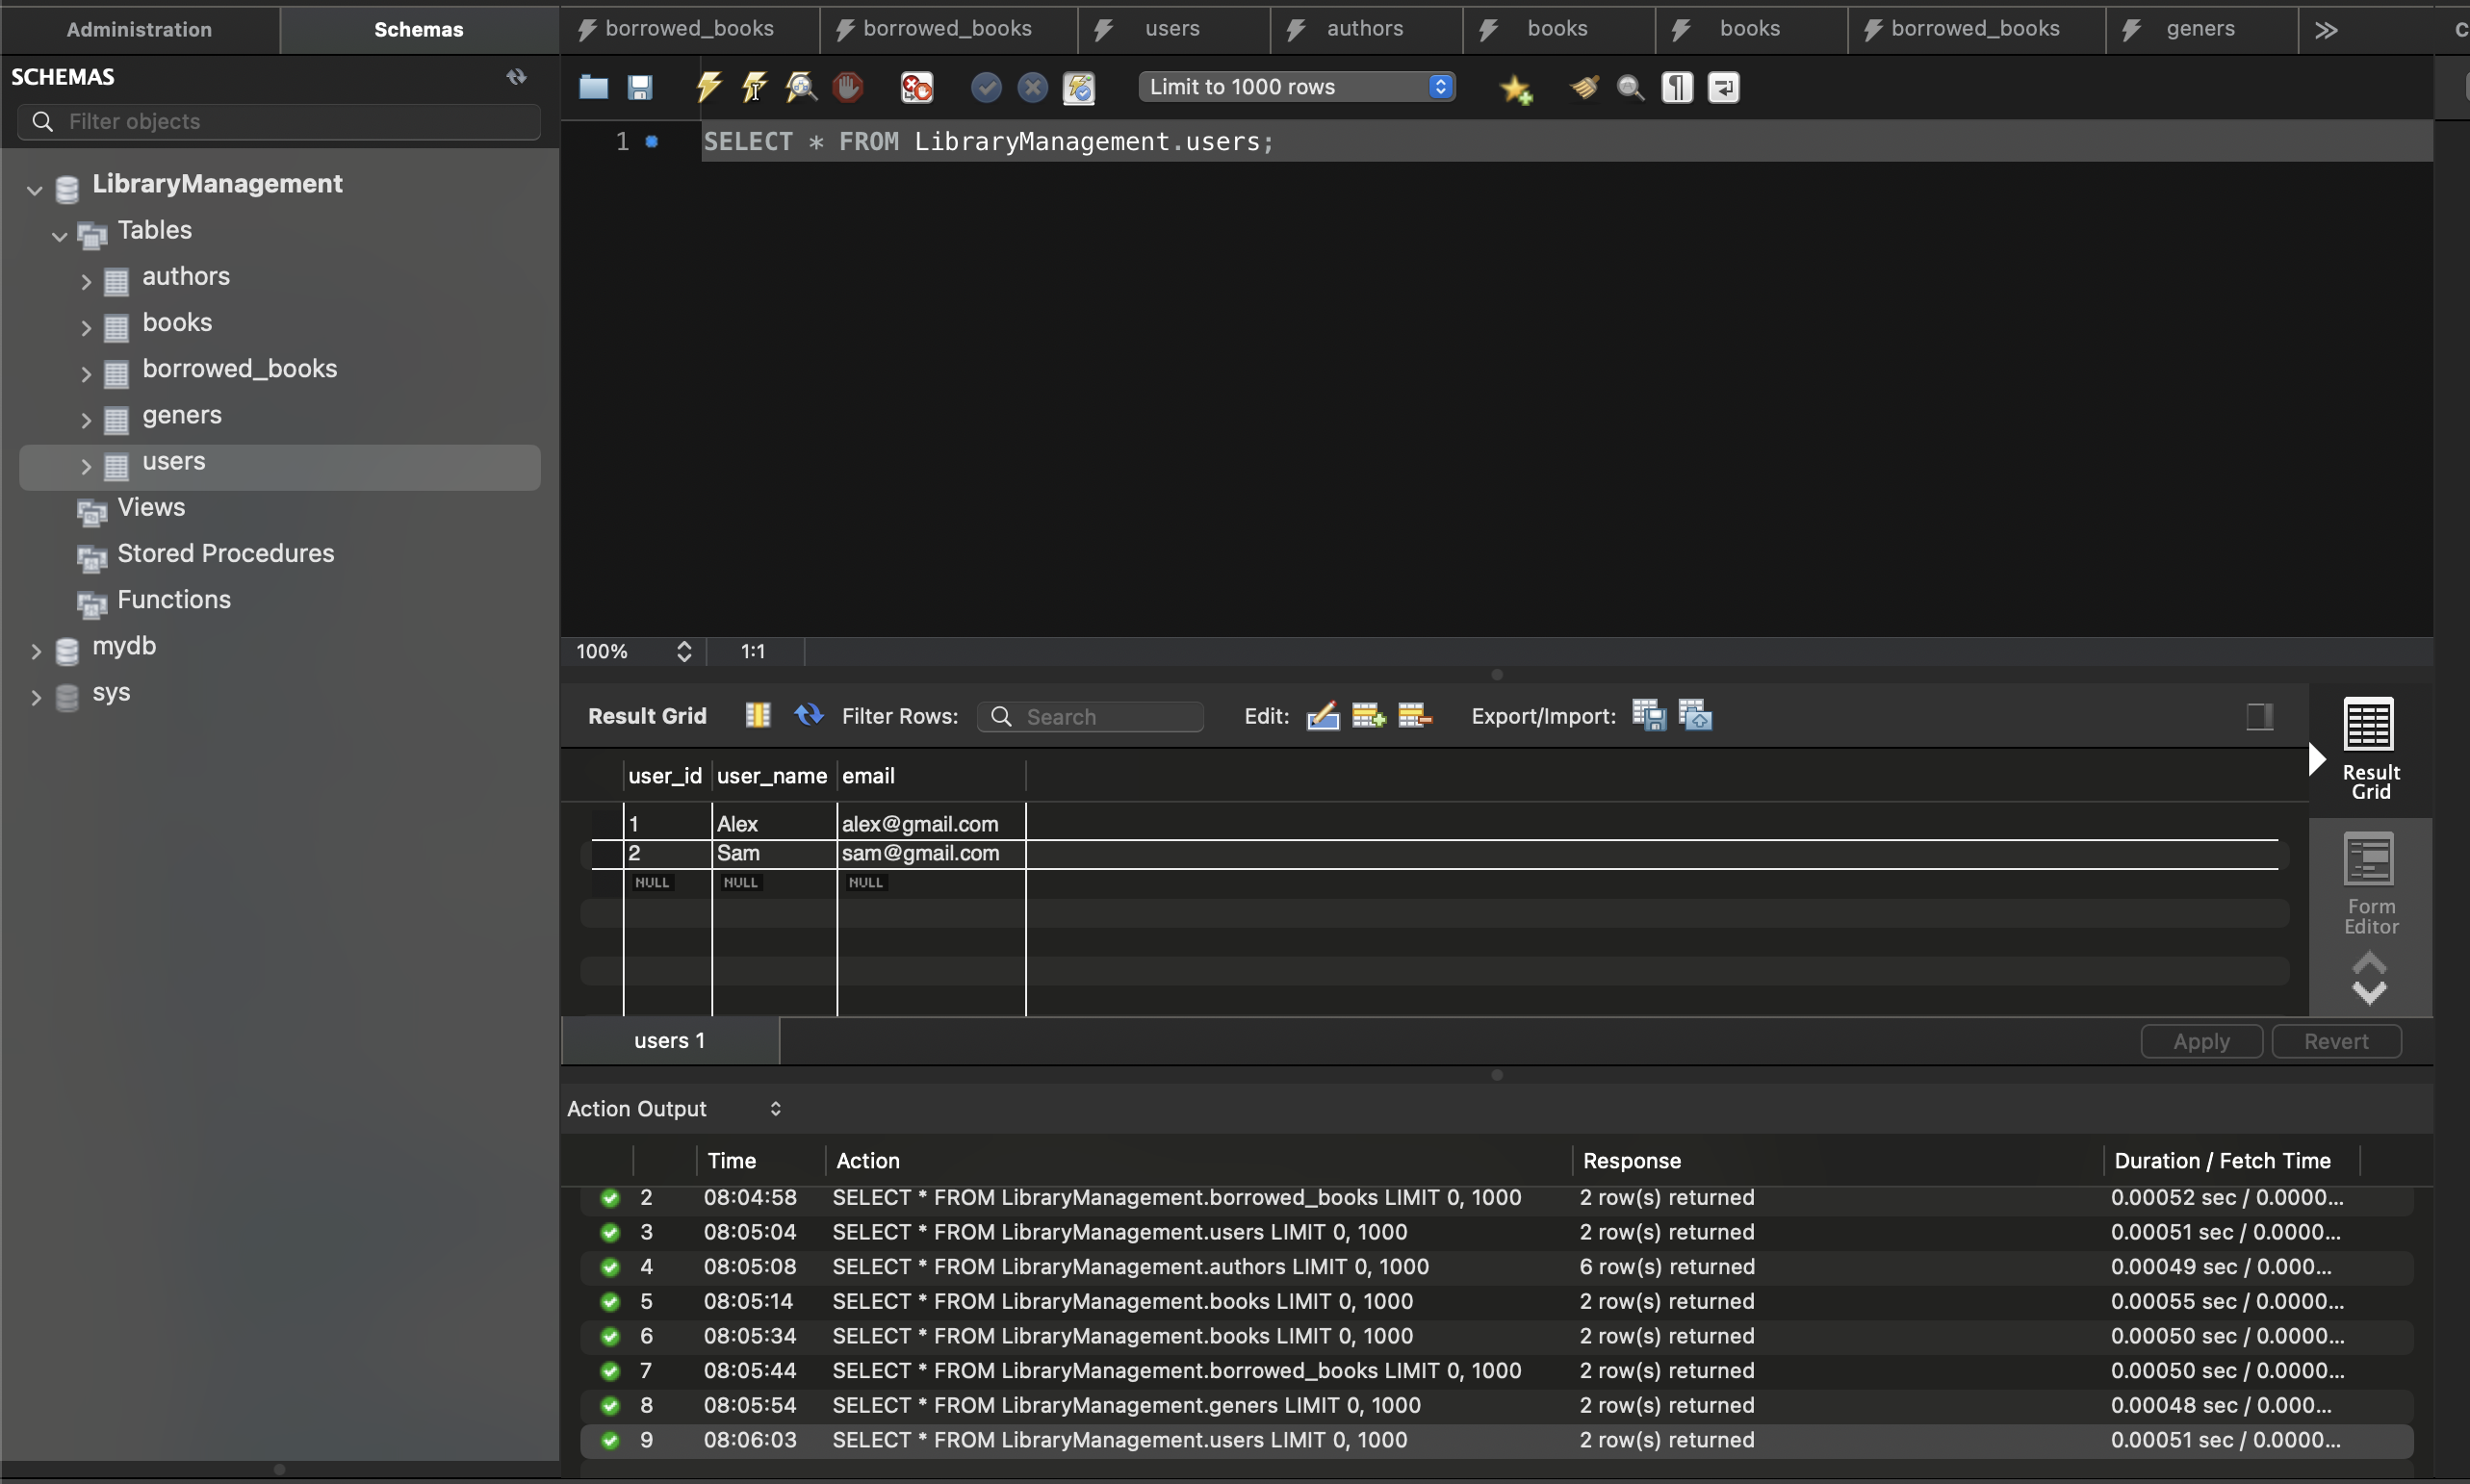 Administration
Schemas
borrowed_books
borrowed_books
users
authors
books
books
borrowed_books
geners
SCHEMAS
Filter objects
LibraryManagement
Tables
authors
books
borrowed_books
geners
users
Views
Stored Procedures
Functions
mydb
sys
Limit to 1000 rows
1 SELECT * FROM LibraryManagement.users;
100% 1:1
Result Grid Filter Rows: Search Edit: Export/Import:
user_id user_name email
1 Alex alex@gmail.com
2 Sam sam@gmail.com
NULL NULL NULL
Result
Grid
Form
Editor
users 1
Apply Revert
Action Output
Time Action Response Duration / Fetch Time
2 08:04:58 SELECT * FROM LibraryManagement.borrowed_books LIMIT 0, 1000 2 row(s) returned 0.00052 sec / 0.0000...
3 08:05:04 SELECT * FROM LibraryManagement.users LIMIT 0, 1000 2 row(s) returned 0.00051 sec / 0.0000...
4 08:05:08 SELECT * FROM LibraryManagement.authors LIMIT 0, 1000 6 row(s) returned 0.00049 sec / 0.000...
5 08:05:14 SELECT * FROM LibraryManagement.books LIMIT 0, 1000 2 row(s) returned 0.00055 sec / 0.0000...
6 08:05:34 SELECT * FROM LibraryManagement.books LIMIT 0, 1000 2 row(s) returned 0.00050 sec / 0.0000...
7 08:05:44 SELECT * FROM LibraryManagement.borrowed_books LIMIT 0, 1000 2 row(s) returned 0.00050 sec / 0.0000...
8 08:05:54 SELECT * FROM LibraryManagement.geners LIMIT 0, 1000 2 row(s) returned 0.00048 sec / 0.000...
9 08:06:03 SELECT * FROM LibraryManagement.users LIMIT 0, 1000 2 row(s) returned 0.00051 sec / 0.0000...